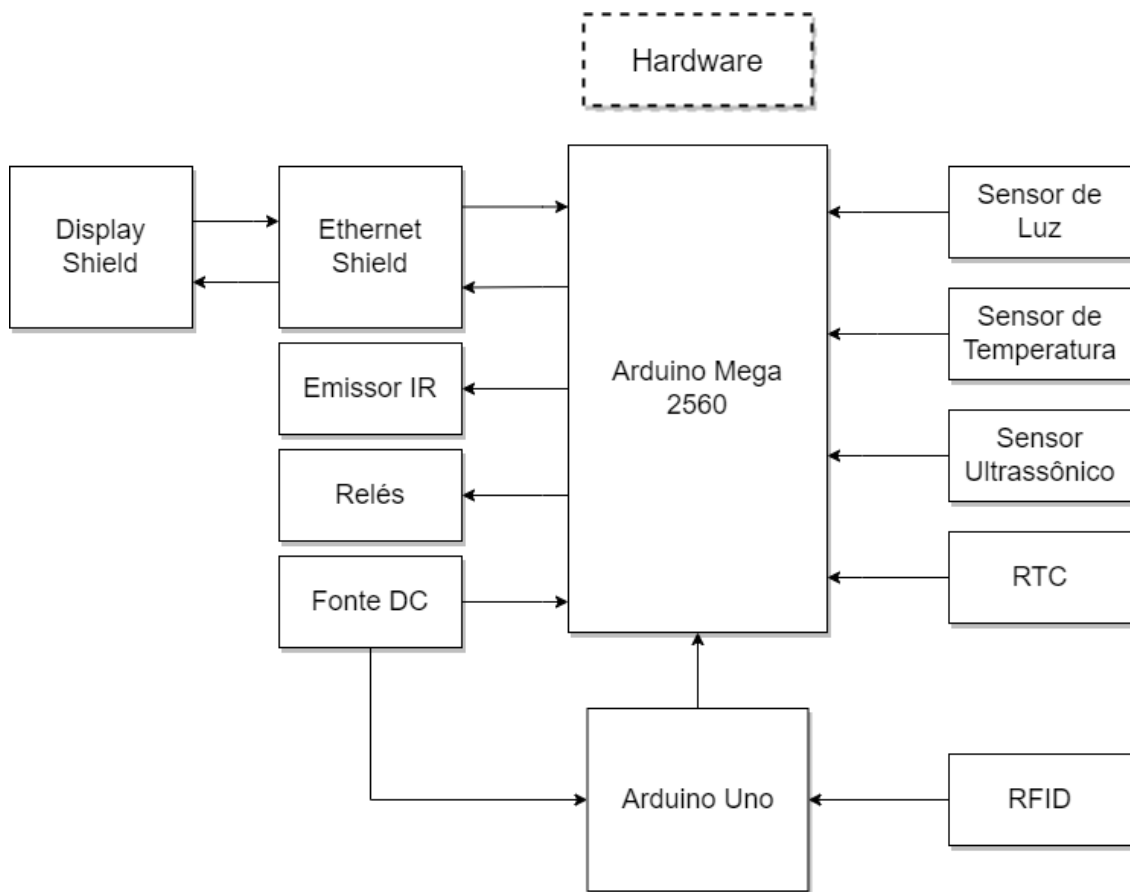 Hardware
Display
Shield
Ethernet
Shield
Emissor IR
Relés
Fonte DC
Arduino Mega
2560
Sensor de
Luz
Sensor de
Temperatura
Sensor
Ultrassônico
RTC
Arduino Uno
RFID